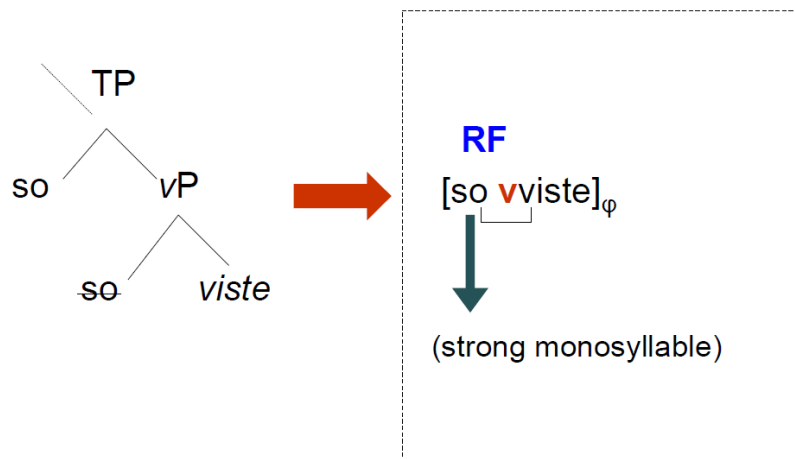 TP
so vP
so viste
RF
[so vviste]φ
(strong monosyllable)